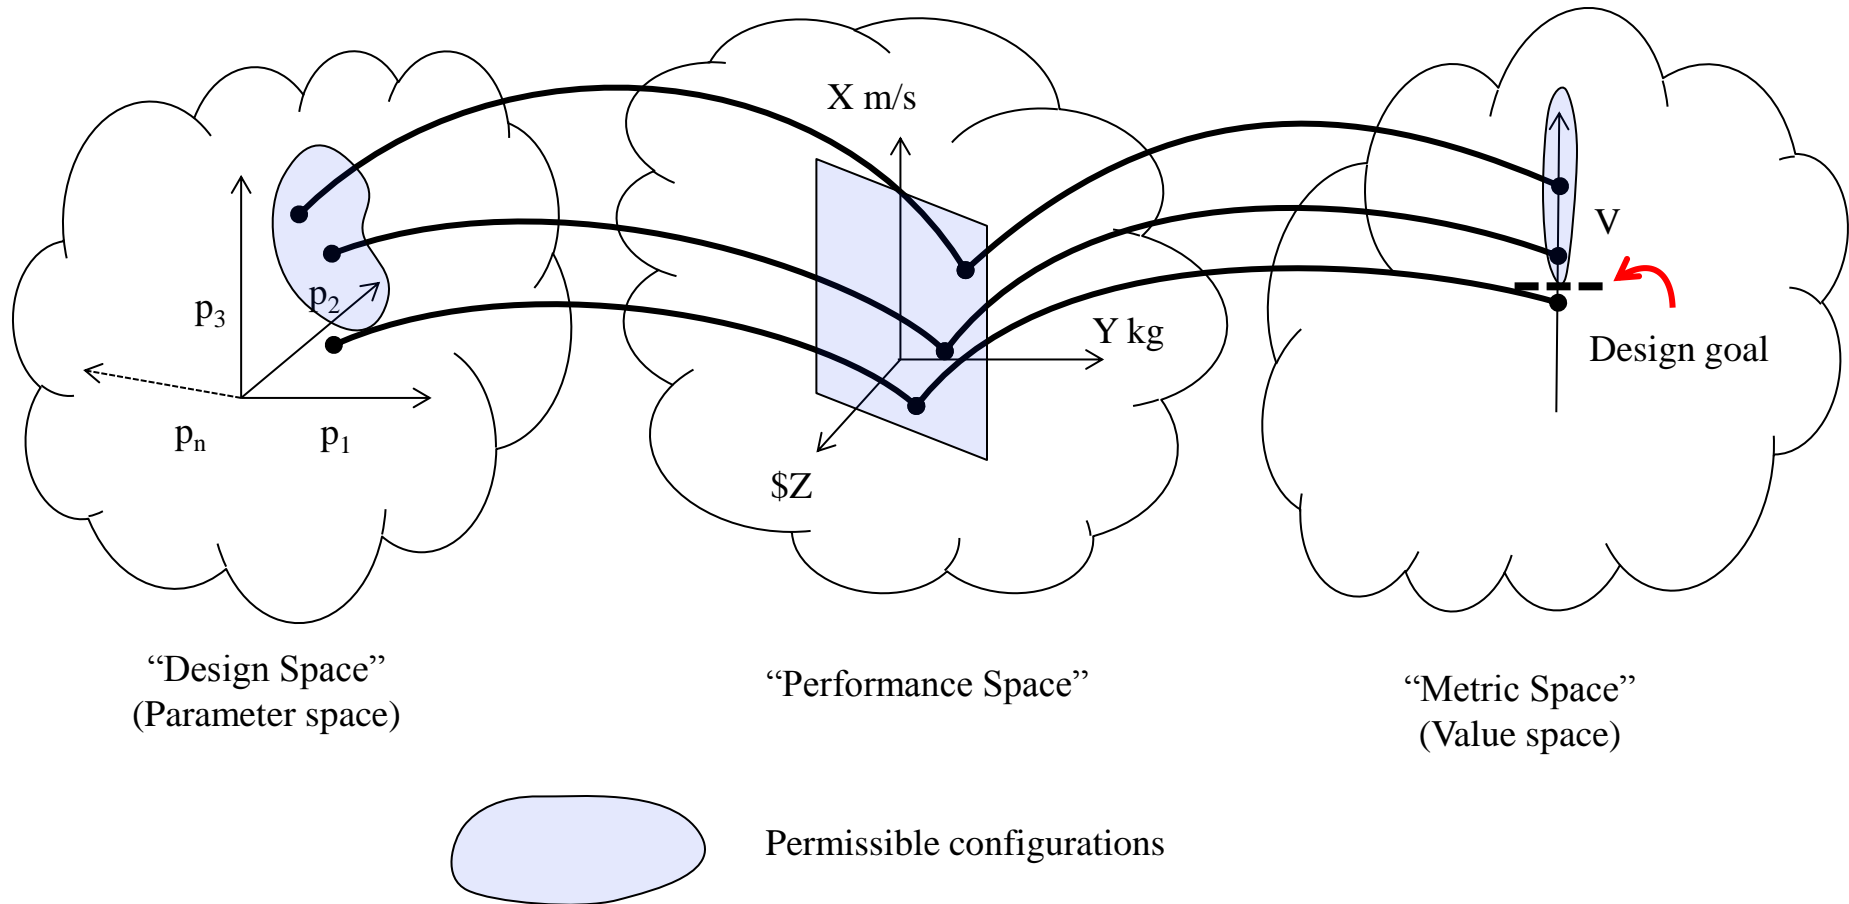 X m/s
V
p₂
p₃
Y kg
Design goal
pₙ
p₁
$Z
“Design Space”
(Parameter space)
“Performance Space”
“Metric Space”
(Value space)
Permissible configurations